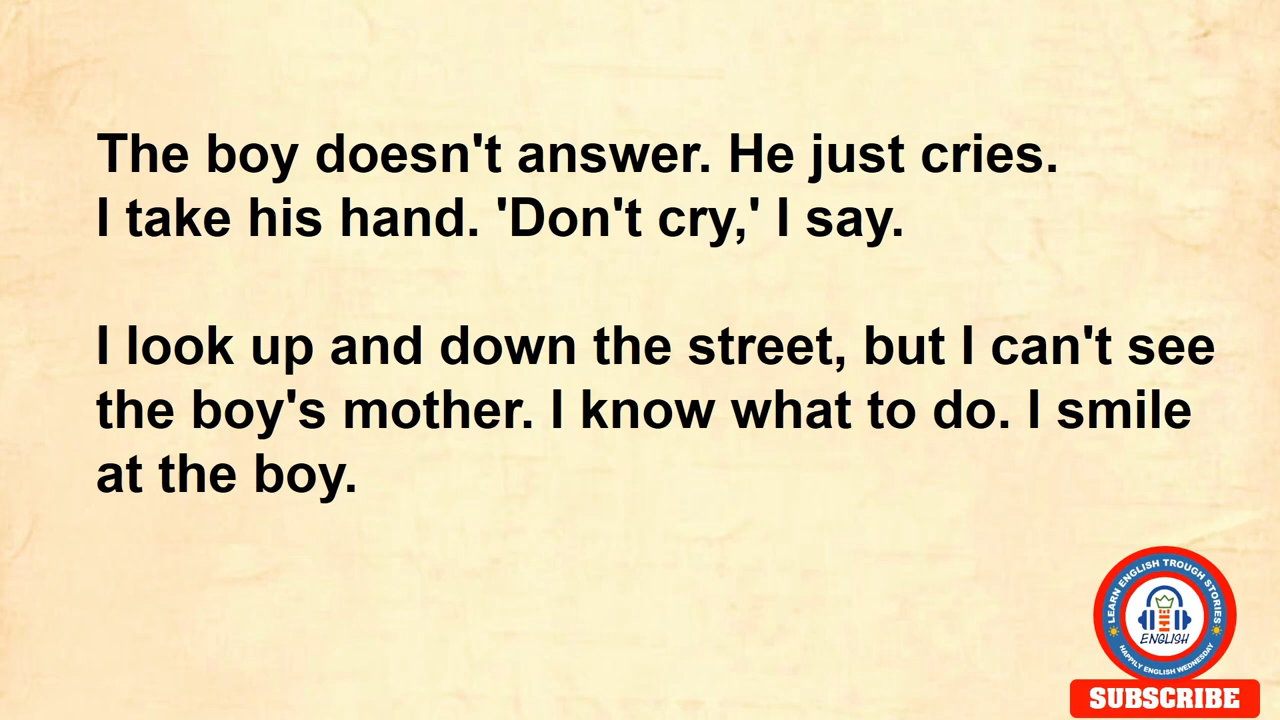 The boy doesn't answer. He just cries.
I take his hand. 'Don't cry,' I say.
I look up and down the street, but I can't see
the boy's mother. I know what to do. I smile
at the boy.
LEARN ENGLISH TROUGH STORIES
ENGLISH
HAPPILY ENGLISH WEDNESDAY
SUBSCRIBE